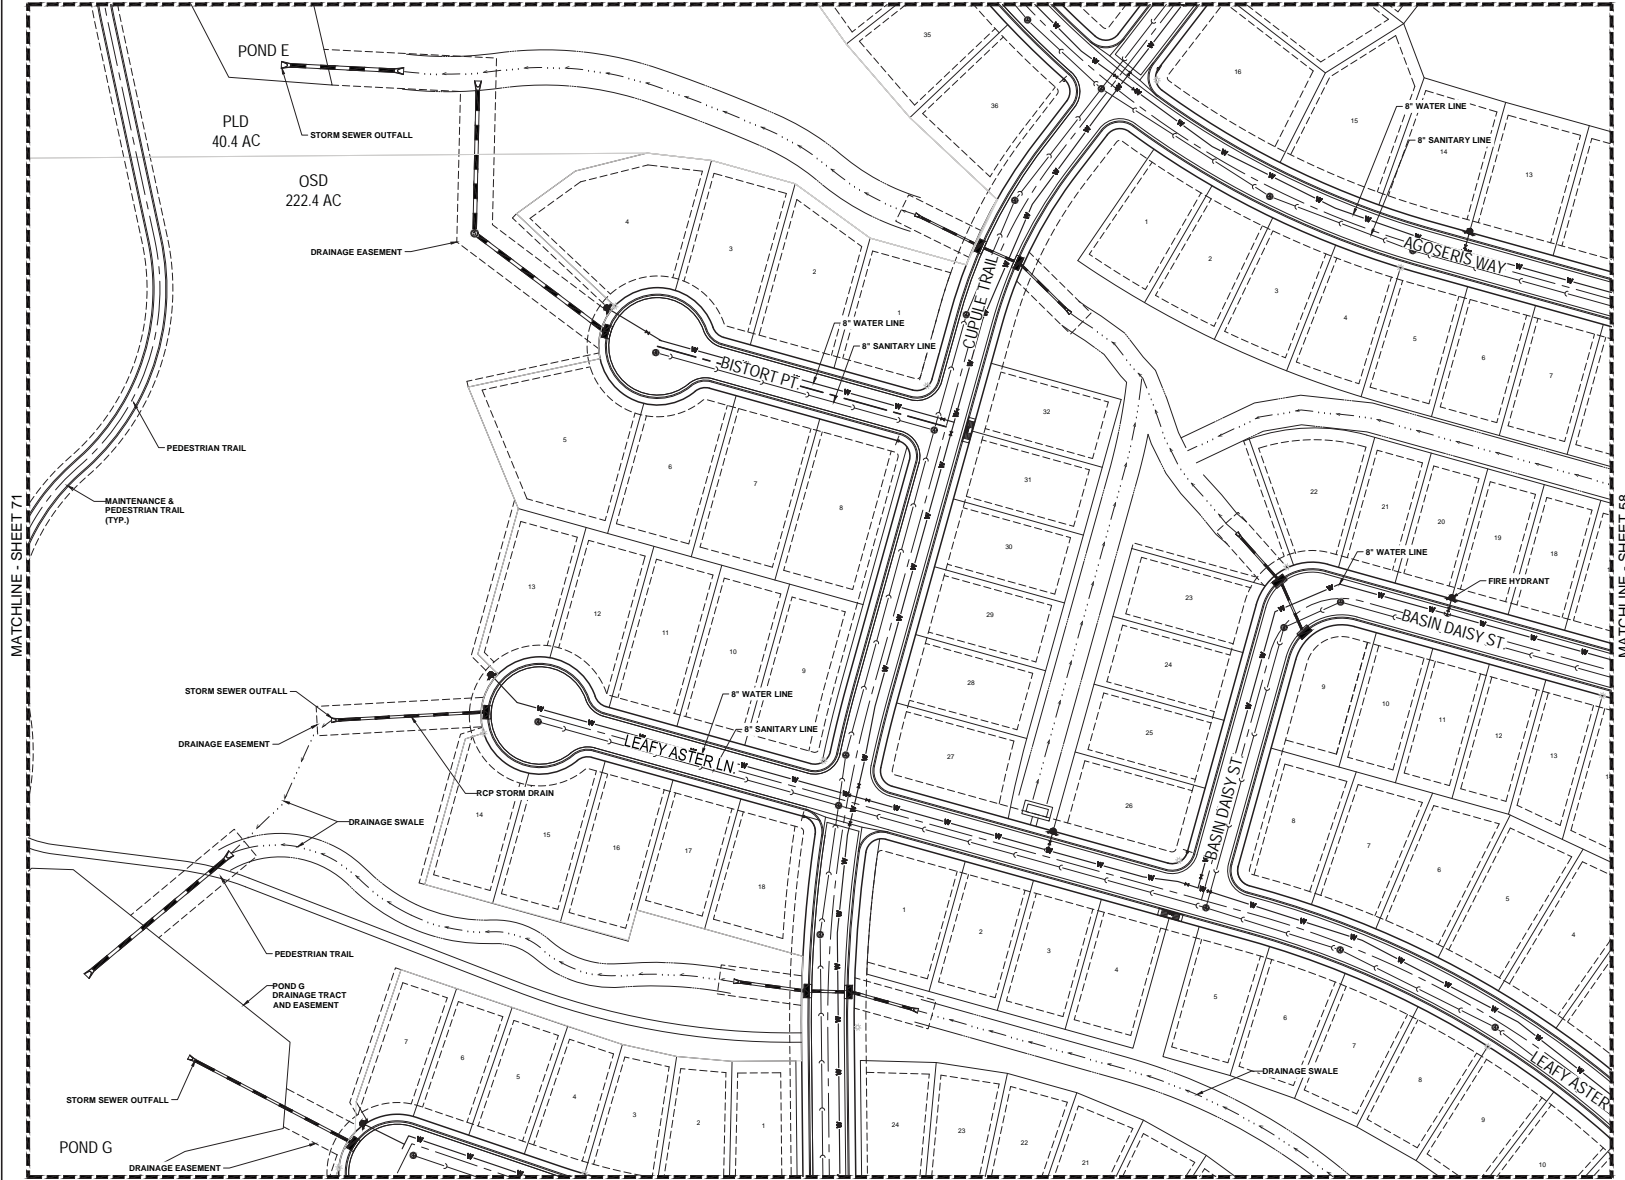 POND E
PLD
40.4 AC
STORM SEWER OUTFALL
OSD
222.4 AC
DRAINAGE EASEMENT
35
36
16
15
14
13
8" WATER LINE
8" SANITARY LINE
AGOSERIS WAY
1
2
3
4
5
6
7
4
3
2
1
CUPULE TRAIL
8" WATER LINE
8" SANITARY LINE
BISTORT PT.
5
6
7
8
PEDESTRIAN TRAIL
MAINTENANCE &
PEDESTRIAN TRAIL
(TYP.)
MATCHLINE - SHEET 71
32
31
30
29
28
27
22
21
20
19
18
8" WATER LINE
FIRE HYDRANT
BASIN DAISY ST
23
24
25
26
BASIN DAISY ST
9
10
11
12
13
8
7
6
5
4
13
12
11
10
9
8" WATER LINE
8" SANITARY LINE
LEAFY ASTER LN.
STORM SEWER OUTFALL
DRAINAGE EASEMENT
RCP STORM DRAIN
DRAINAGE SWALE
14
15
16
17
18
PEDESTRIAN TRAIL
POND G
DRAINAGE TRACT
AND EASEMENT
1
2
3
4
5
6
7
8
9
10
LEAFY ASTER
DRAINAGE SWALE
7
6
5
4
3
2
1
24
23
22
21
STORM SEWER OUTFALL
POND G
DRAINAGE EASEMENT